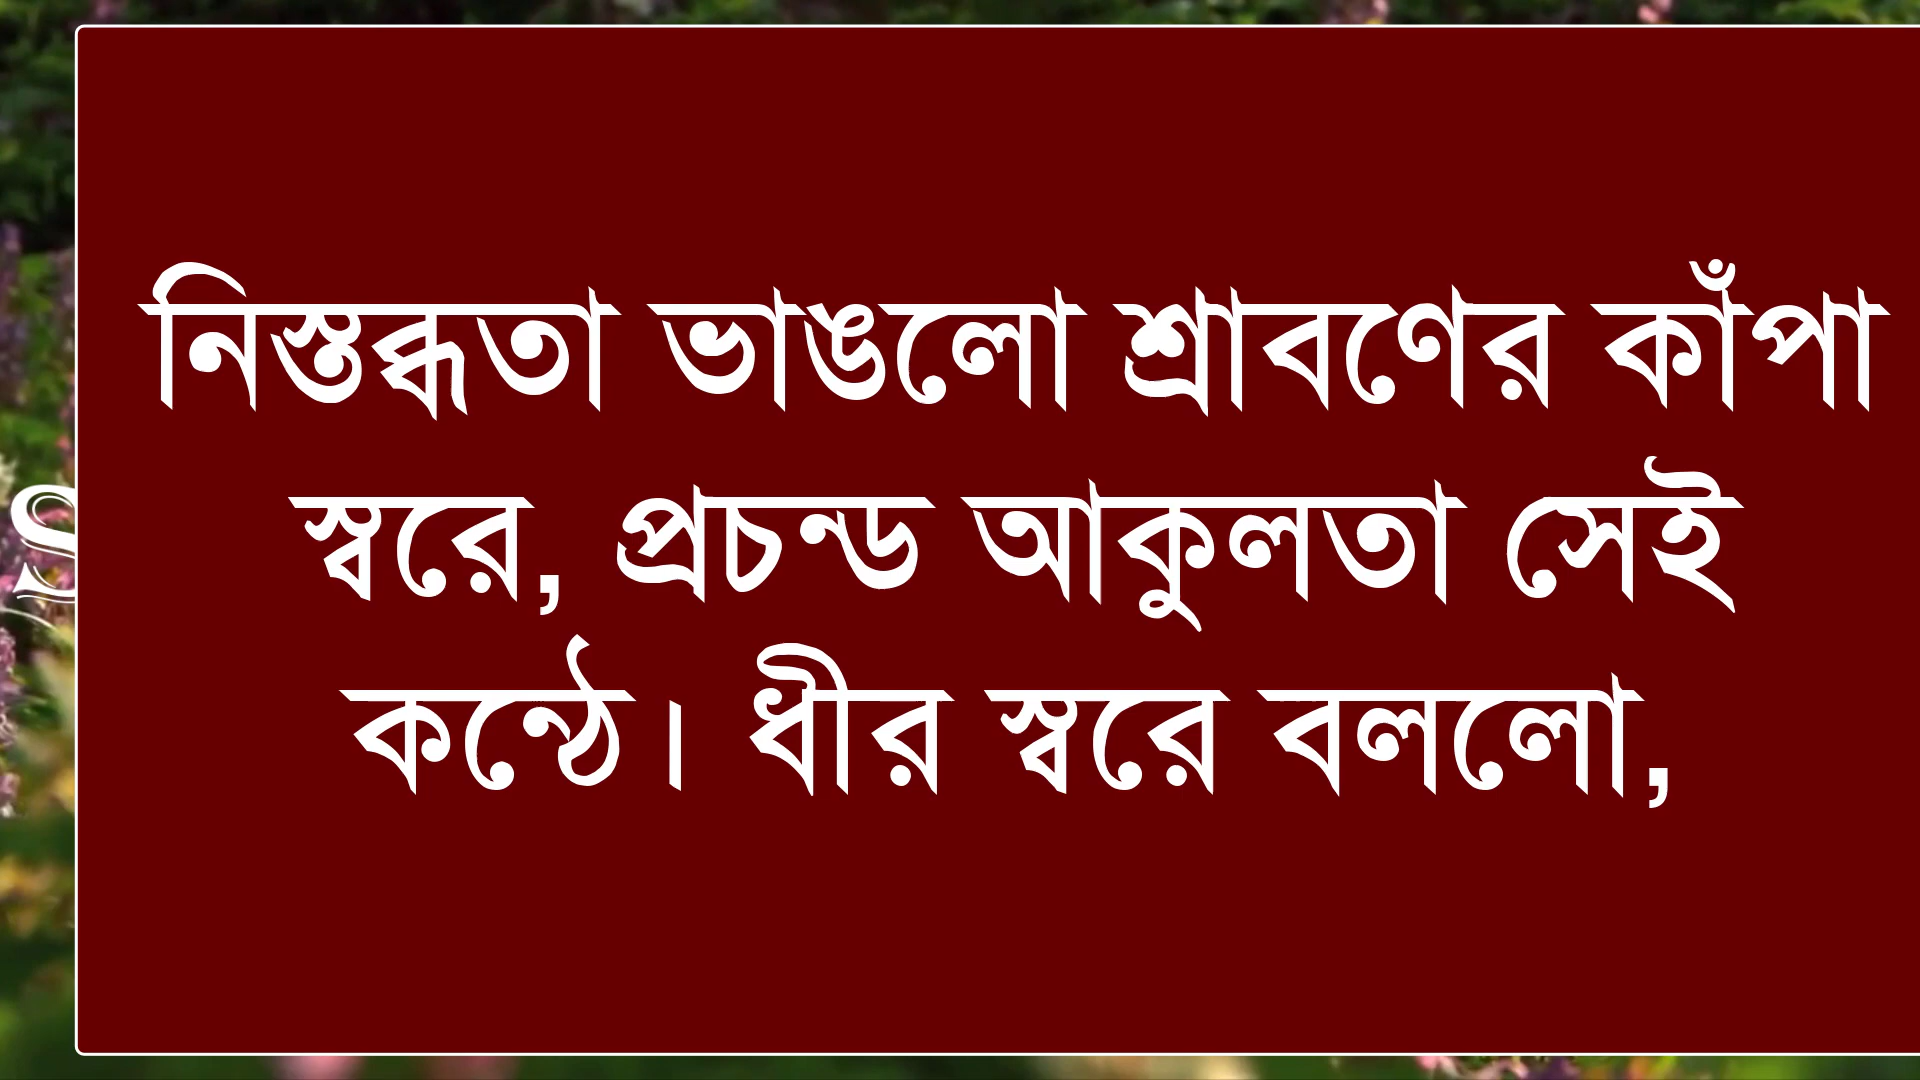 নিস্তব্ধতা ভাঙলো শ্রাবণের কাঁপা
স্বরে, প্রচন্ড আকুলতা সেই
কন্ঠে। ধীর স্বরে বললো,